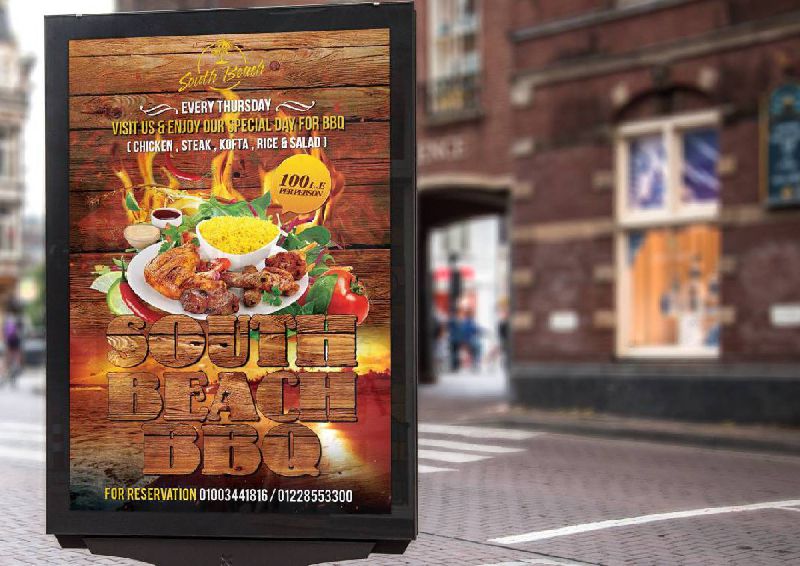 South Beach
EVERY THURSDAY
VISIT US & ENJOY OUR SPECIAL DAY FOR BBQ
( CHICKEN , STEAK , KOFTA , RICE & SALAD )
100 L.E
PER PERSON
SOUTH
BEACH
BBQ
FOR RESERVATION 01003441816 / 01228553300